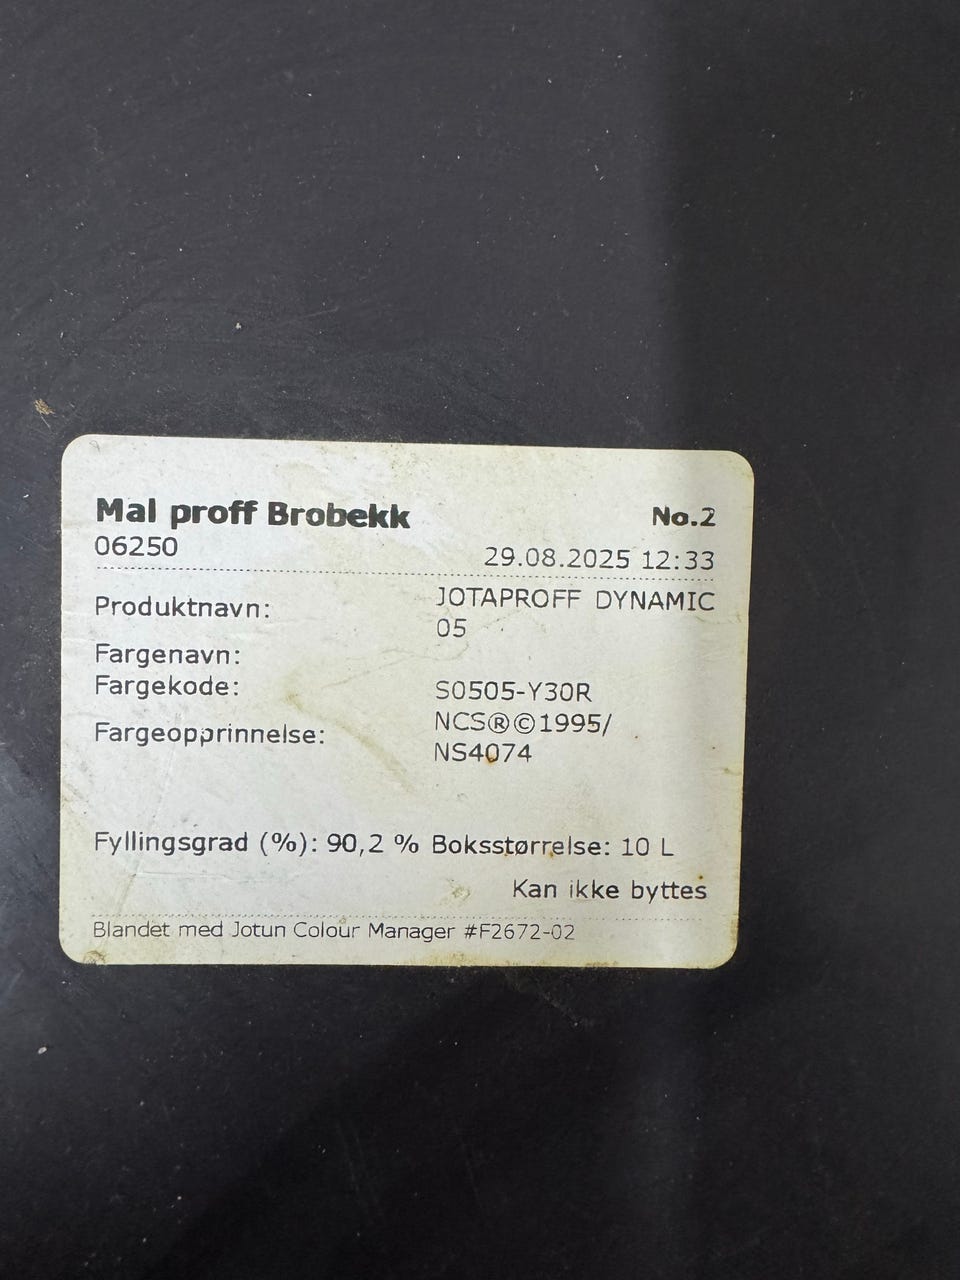 Mal proff Brobekk No.2
06250 29.08.2025 12:33
Produktnavn: JOTAPROFF DYNAMIC
05
Fargenavn:
Fargekode: S0505-Y30R
Fargeopprinnelse: NCS®©1995/
NS4074
Fyllingsgrad (%): 90,2 % Boksstørrelse: 10 L
Kan ikke byttes
Blandet med Jotun Colour Manager #F2672-02